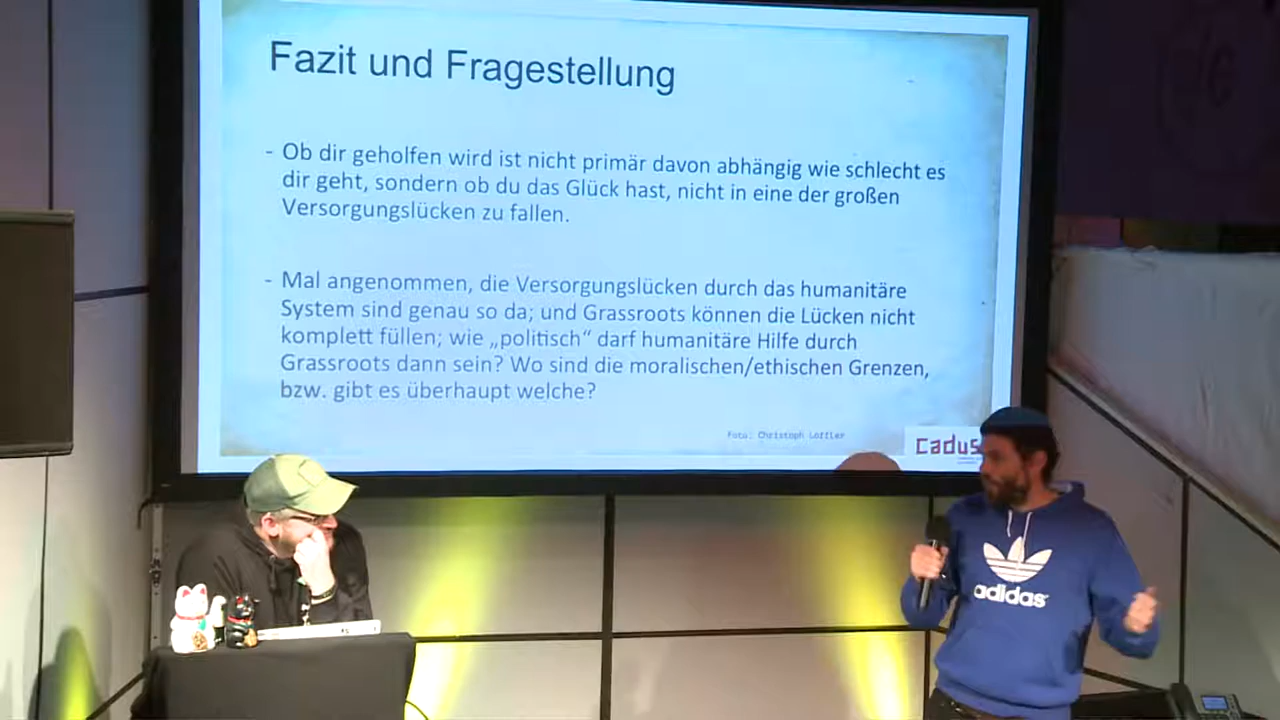 Fazit und Fragestellung
- Ob dir geholfen wird ist nicht primär davon abhängig wie schlecht es
dir geht, sondern ob du das Glück hast, nicht in eine der großen
Versorgungslücken zu fallen.
- Mal angenommen, die Versorgungslücken durch das humanitäre
System sind genau so da; und Grassroots können die Lücken nicht
komplett füllen; wie „politisch“ darf humanitäre Hilfe durch
Grassroots dann sein? Wo sind die moralischen/ethischen Grenzen,
bzw. gibt es überhaupt welche?
Foto: Christoph Löffler
Cadus
adidas